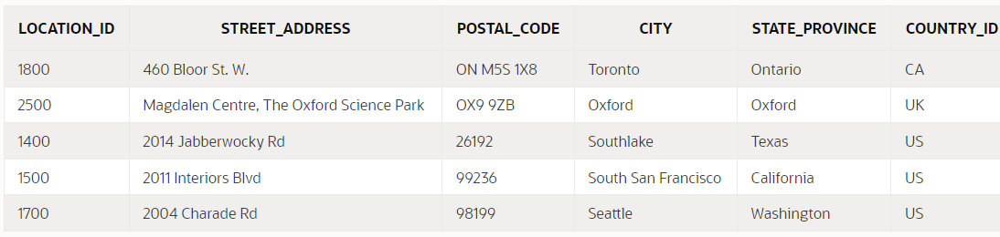 LOCATION_ID STREET_ADDRESS POSTAL_CODE CITY STATE_PROVINCE COUNTRY_ID
1800 460 Bloor St. W. ON M5S 1X8 Toronto Ontario CA
2500 Magdalen Centre, The Oxford Science Park OX9 9ZB Oxford Oxford UK
1400 2014 Jabberwocky Rd 26192 Southlake Texas US
1500 2011 Interiors Blvd 99236 South San Francisco California US
1700 2004 Charade Rd 98199 Seattle Washington US